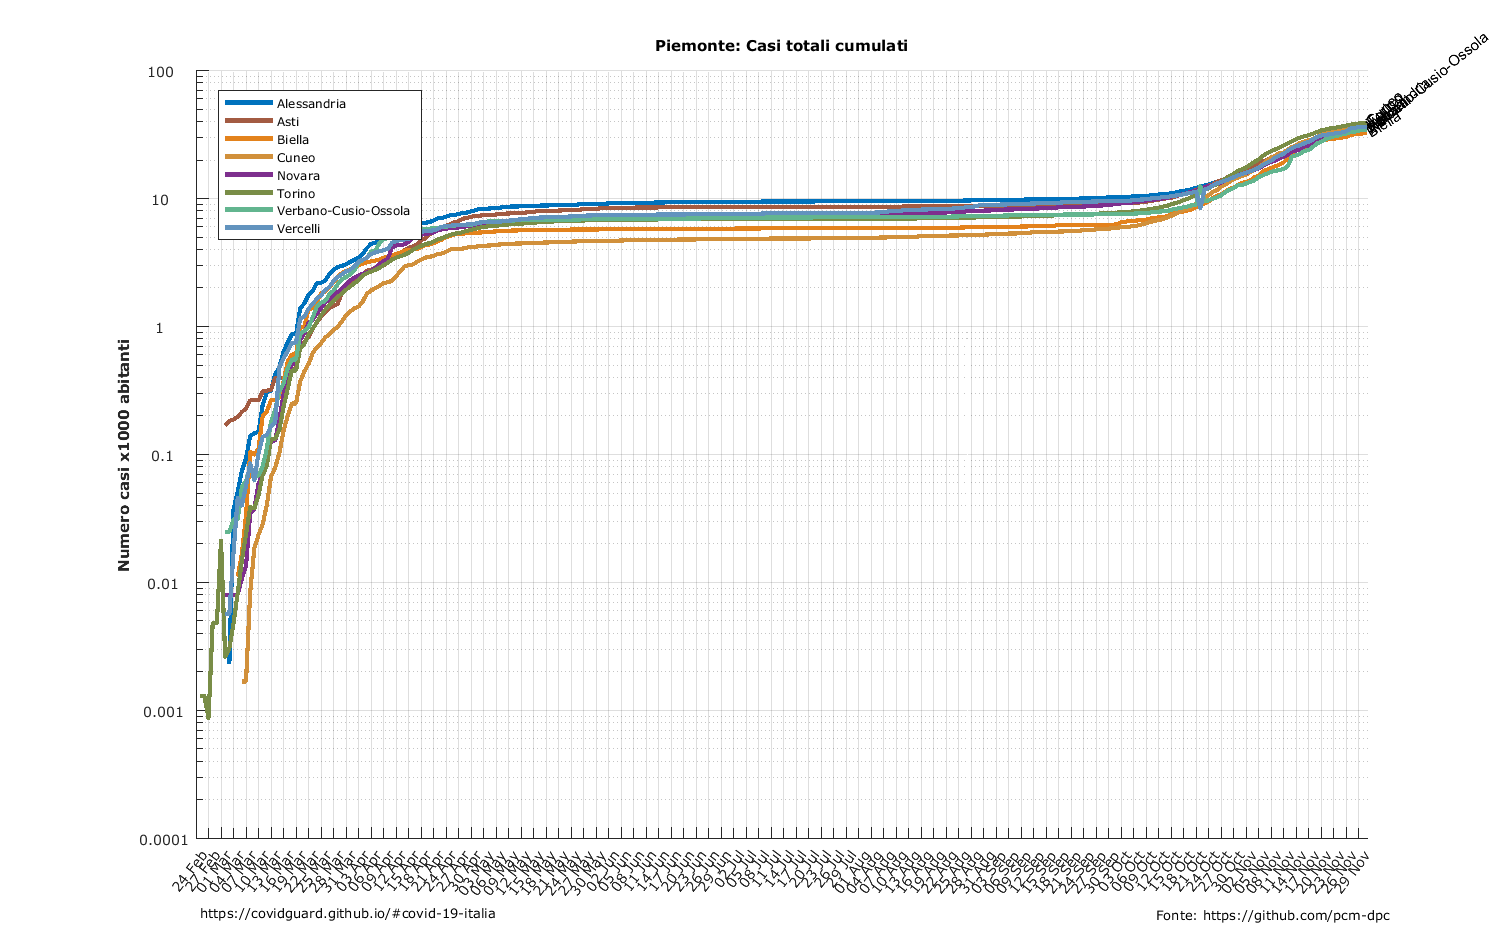 Piemonte: Casi totali cumulati
100
10
1
0.1
0.01
0.001
0.0001
Numero casi x1000 abitanti
Alessandria
Asti
Biella
Cuneo
Novara
Torino
Verbano-Cusio-Ossola
Vercelli
Biella
24 Feb
27 Feb
01 Mar
04 Mar
07 Mar
10 Mar
13 Mar
16 Mar
19 Mar
22 Mar
25 Mar
28 Mar
31 Mar
03 Apr
06 Apr
09 Apr
12 Apr
15 Apr
18 Apr
21 Apr
24 Apr
27 Apr
30 Apr
03 May
06 May
09 May
12 May
15 May
18 May
21 May
24 May
27 May
30 May
02 Jun
05 Jun
08 Jun
11 Jun
14 Jun
17 Jun
20 Jun
23 Jun
26 Jun
29 Jun
02 Jul
05 Jul
08 Jul
11 Jul
14 Jul
17 Jul
20 Jul
23 Jul
26 Jul
29 Jul
01 Aug
04 Aug
07 Aug
10 Aug
13 Aug
16 Aug
19 Aug
22 Aug
25 Aug
28 Aug
31 Aug
03 Sep
06 Sep
09 Sep
12 Sep
15 Sep
18 Sep
21 Sep
24 Sep
27 Sep
30 Sep
03 Oct
06 Oct
09 Oct
12 Oct
15 Oct
18 Oct
21 Oct
24 Oct
27 Oct
30 Oct
02 Nov
05 Nov
08 Nov
11 Nov
14 Nov
17 Nov
20 Nov
23 Nov
26 Nov
29 Nov
https://covidguard.github.io/#covid-19-italia
Fonte: https://github.com/pcm-dpc